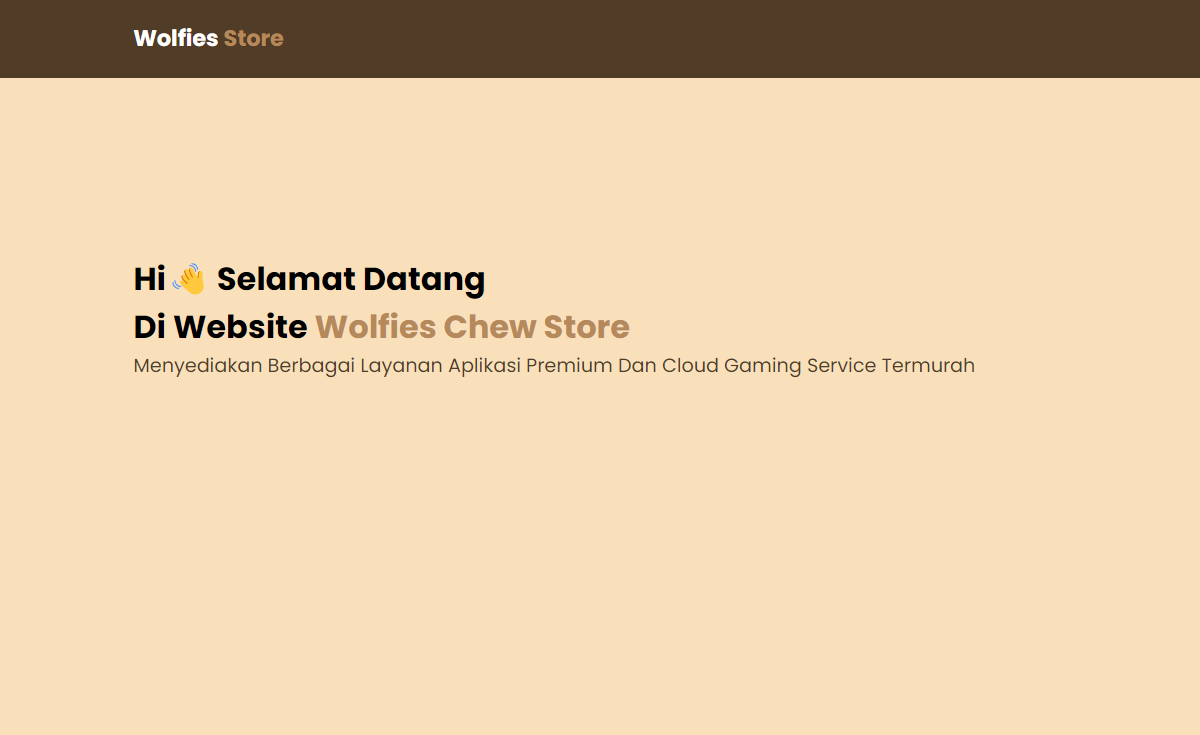 Wolfies Store
Hi👋 Selamat Datang
Di Website Wolfies Chew Store
Menyediakan Berbagai Layanan Aplikasi Premium Dan Cloud Gaming Service Termurah